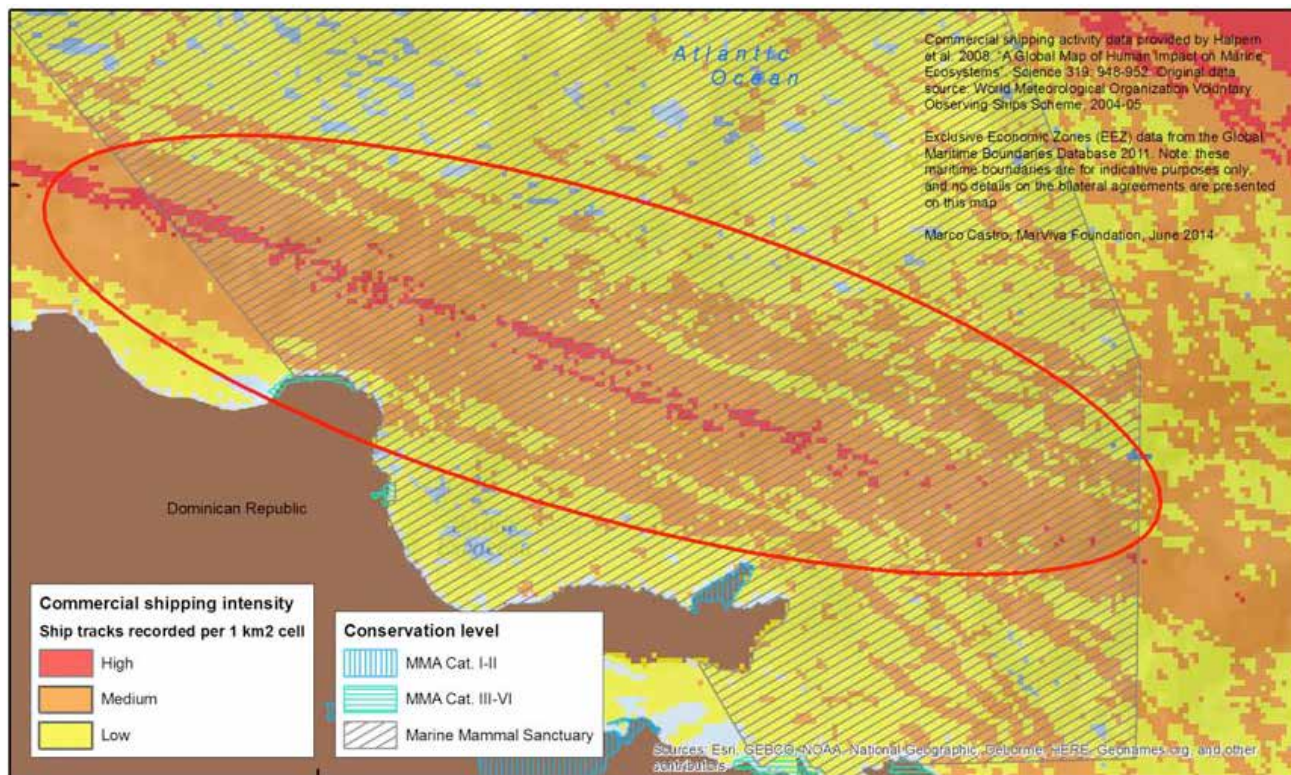 Atlantic
Ocean
Commercial shipping activity data provided by Halpern
et al. 2008. "A Global Map of Human Impact on Marine
Ecosystems". Science 319, 948-952. Original data
source: World Meteorological Organization Voluntary
Observing Ships Scheme, 2004-05
Exclusive Economic Zones (EEZ) data from the Global
Maritime Boundaries Database 2011. Note: these
maritime boundaries are for indicative purposes only,
and no details on the bilateral agreements are presented
on this map
Marco Castro, MarViva Foundation, June 2014
Dominican Republic
Commercial shipping intensity
Ship tracks recorded per 1 km2 cell
High
Medium
Low
Conservation level
MMA Cat. I-II
MMA Cat. III-VI
Marine Mammal Sanctuary
Sources: Esri, GEBCO, NOAA, National Geographic, DeLorme, HERE, Geonames.org, and other
contributors